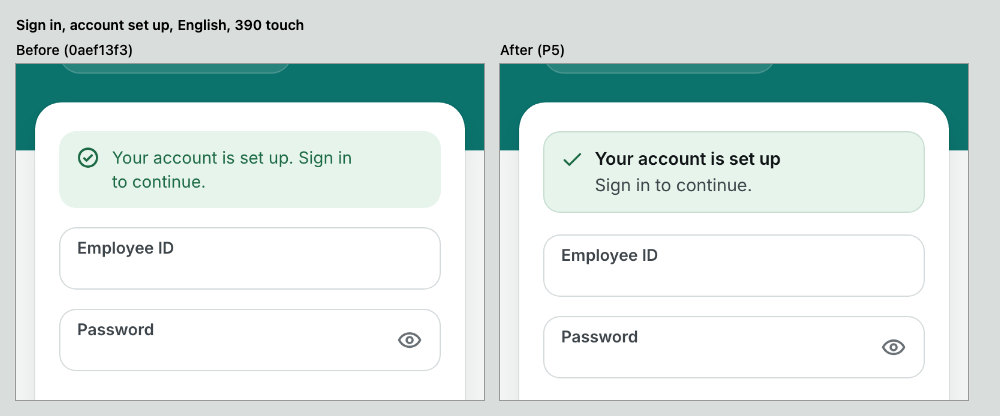 Sign in, account set up, English, 390 touch
Before (0aef13f3)
Your account is set up. Sign in
to continue.
Employee ID
Password
After (P5)
Your account is set up
Sign in to continue.
Employee ID
Password